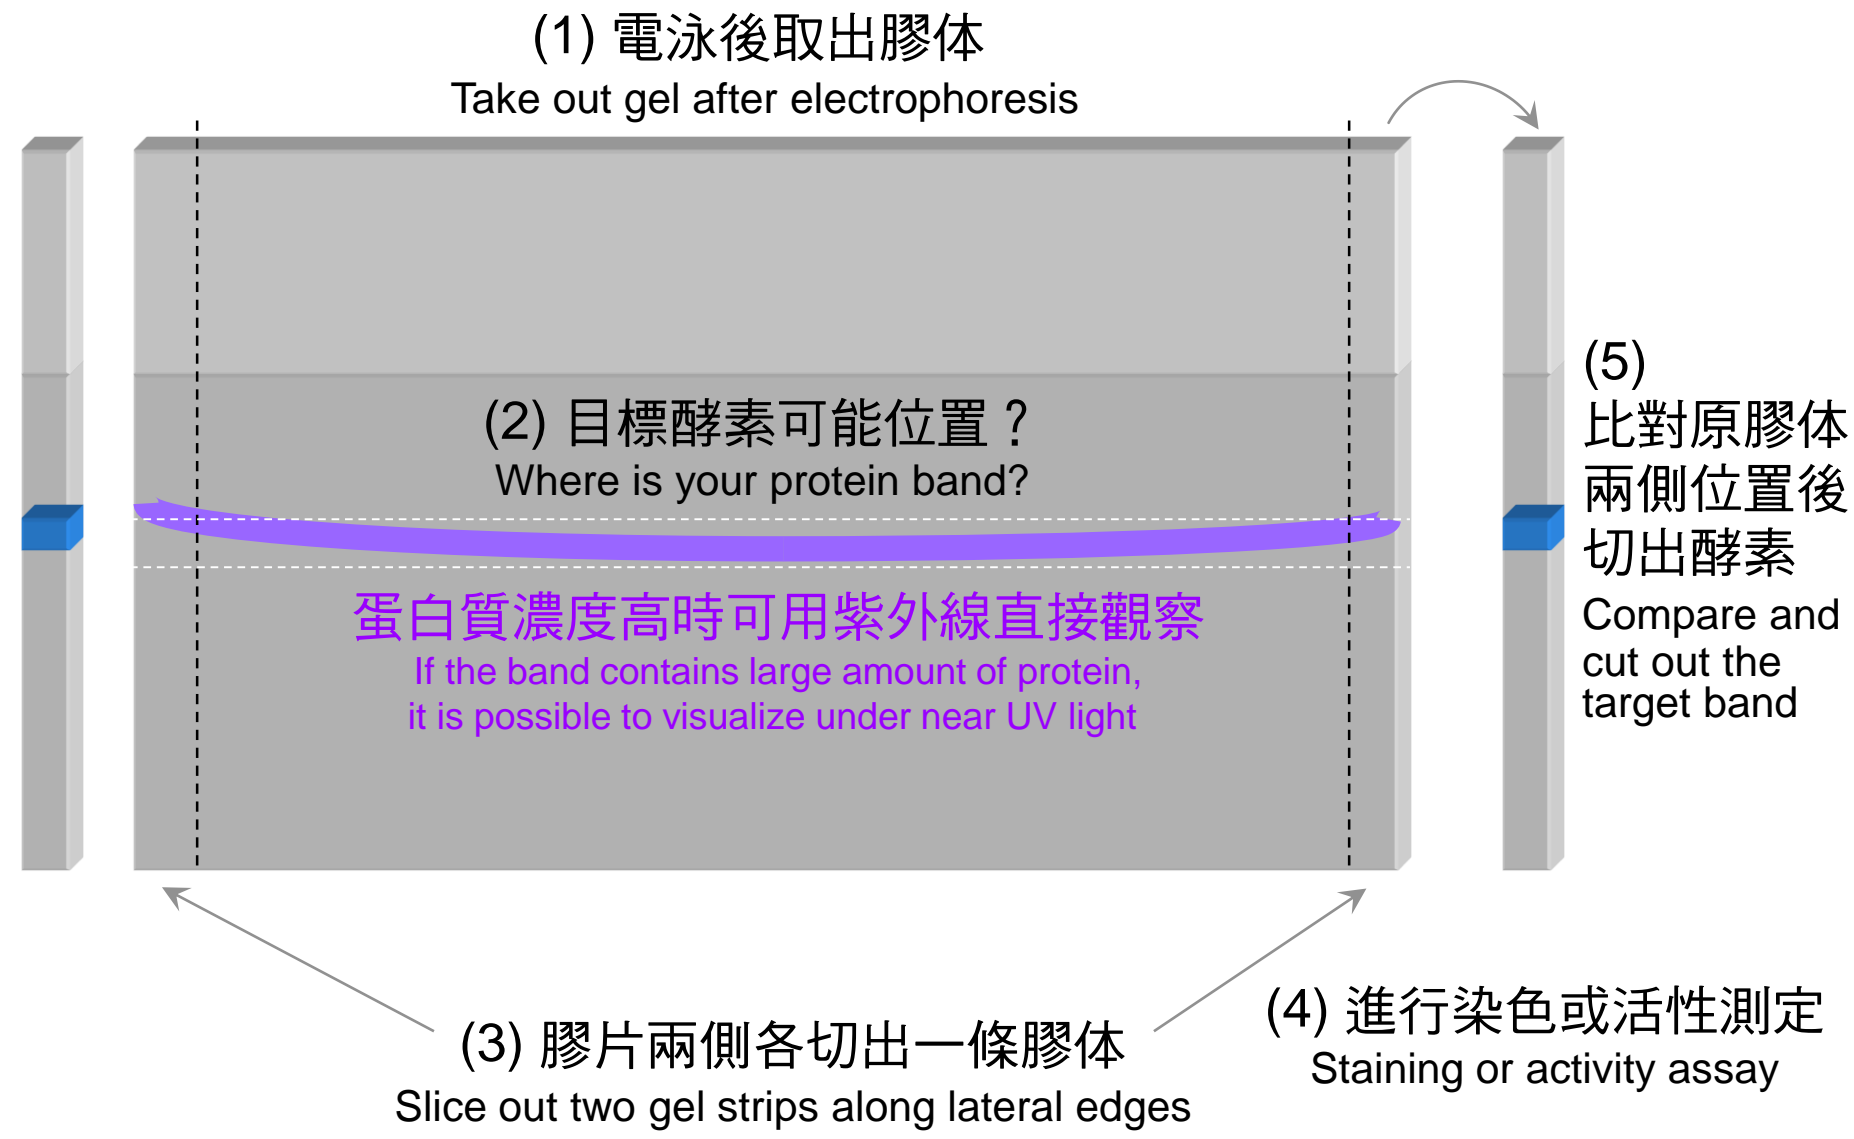 (1) 電泳後取出膠体
Take out gel after electrophoresis
(2) 目標酵素可能位置？
Where is your protein band?
蛋白質濃度高時可用紫外線直接觀察
If the band contains large amount of protein,
it is possible to visualize under near UV light
(3) 膠片兩側各切出一條膠体
Slice out two gel strips along lateral edges
(4) 進行染色或活性測定
Staining or activity assay
(5)
比對原膠体
兩側位置後
切出酵素
Compare and
cut out the
target band